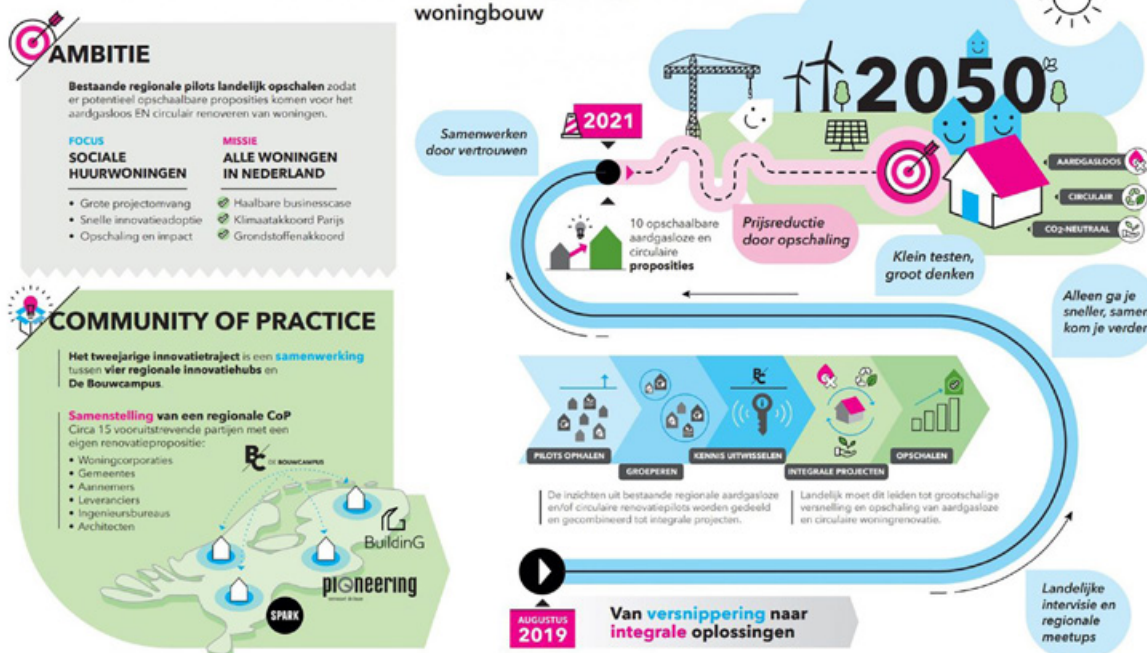 woningbouw
AMBITIE
Bestaande regionale pilots landelijk opschalen zodat
er potentieel opschaalbare proposities komen voor het
aardgasloos EN circulair renoveren van woningen.
FOCUS
SOCIALE
HUURWONINGEN
• Grote projectomvang
• Snelle innovatieadoptie
• Opschaling en impact
MISSIE
ALLE WONINGEN
IN NEDERLAND
Haalbare businesscase
Klimaatakkoord Parijs
Grondstoffenakkoord
COMMUNITY OF PRACTICE
Het tweejarige innovatietraject is een samenwerking
tussen vier regionale innovatiehubs en
De Bouwcampus.
Samenstelling van een regionale CoP
Circa 15 vooruitstrevende partijen met een
eigen renovatiepropositie:
• Woningcorporaties
• Gemeentes
• Aannemers
• Leveranciers
• Ingenieursbureaus
• Architecten
BC DE BOUWCAMPUS
BuildinG
pioneering
SPARK
2050
2021
Samenwerken
door vertrouwen
10 opschaalbare
aardgasloze en
circulaire
proposities
Prijsreductie
door opschaling
AARDGASLOOS
CIRCULAIR
CO2-NEUTRAAL
Klein testen,
groot denken
Alleen ga je
sneller, samen
kom je verder
BC
PILOTS OPHALEN
GROEPEREN
KENNIS UITWISSELEN
INTEGRALE PROJECTEN
OPSCHALEN
De inzichten uit bestaande regionale aardgasloze
en/of circulaire renovatiepilots worden gedeeld
en gecombineerd tot integrale projecten.
Landelijk moet dit leiden tot grootschalige
versnelling en opschaling van aardgasloze
en circulaire woningrenovatie.
AUGUSTUS
2019
Van versnippering naar
integrale oplossingen
Landelijke
intervisie en
regionale
meetups